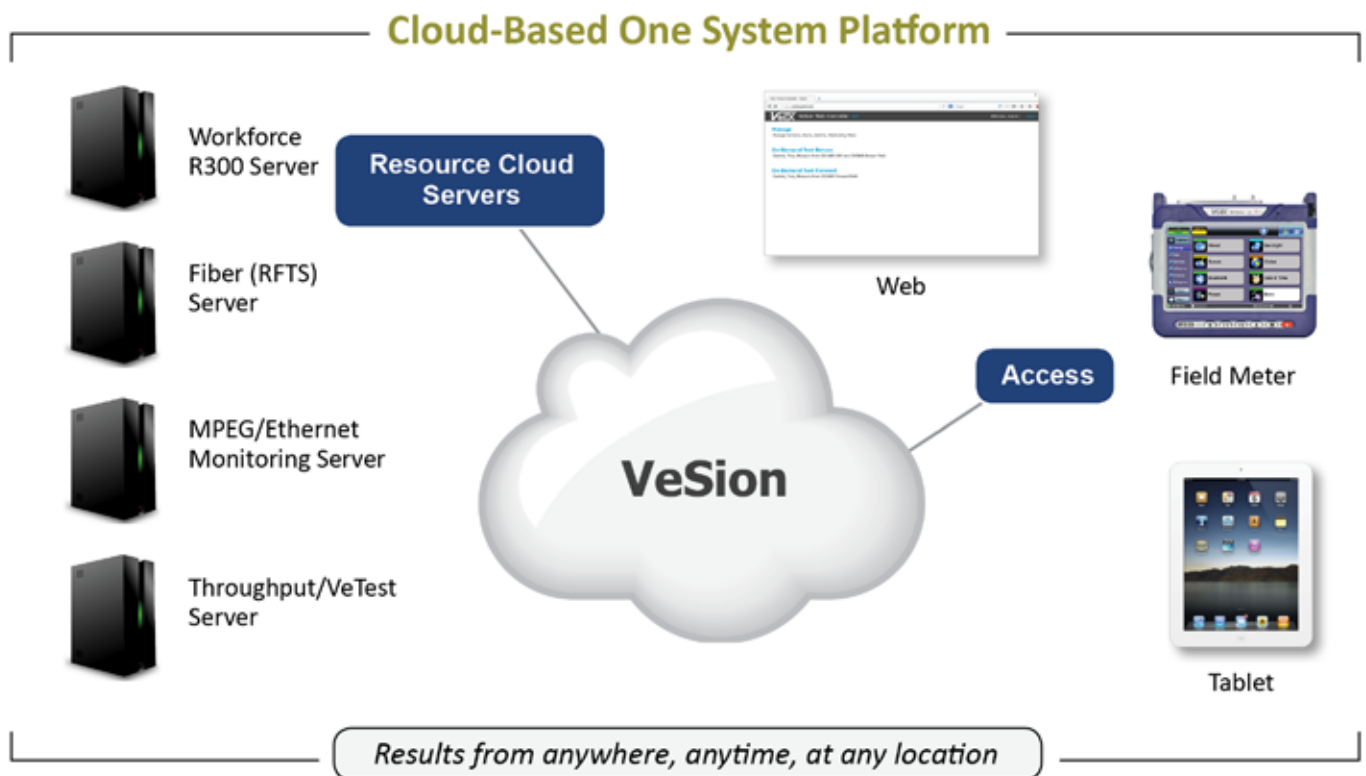 Cloud-Based One System Platform
Workforce
R300 Server
Resource Cloud
Servers
Fiber (RFTS)
Server
MPEG/Ethernet
Monitoring Server
Throughput/VeTest
Server
VeSion
Web
Access
Field Meter
Tablet
Results from anywhere, anytime, at any location